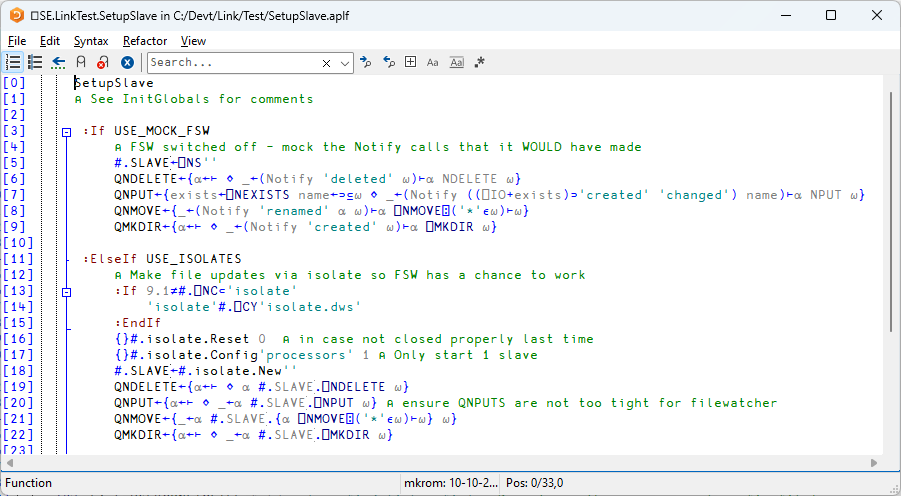 ⎕SE.LinkTest.SetupSlave in C:/Devt/Link/Test/SetupSlave.aplf
File Edit Syntax Refactor View
Search...
Aa Aa .*
[0] SetupSlave
[1] ⍝ See InitGlobals for comments
[2]
[3] :If USE_MOCK_FSW
[4] ⍝ FSW switched off - mock the Notify calls that it WOULD have made
[5] #.SLAVE←⎕NS''
[6] QNDELETE←{⍺←⊢ ⋄ _←(Notify 'deleted' ⍵)⊢⍺ NDELETE ⍵}
[7] QNPUT←{exists←⎕NEXISTS name←⊃⊆⍵ ⋄ _←(Notify ((⎕IO+exists)⊃'created' 'changed') name)⊢⍺ NPUT ⍵}
[8] QNMOVE←{_←(Notify 'renamed' ⍺ ⍵)⊢⍺ ⎕NMOVE⍠('*'∊⍵)⊢⍵}
[9] QMKDIR←{⍺←⊢ ⋄ _←(Notify 'created' ⍵)⊢⍺ ⎕MKDIR ⍵}
[10]
[11] :ElseIf USE_ISOLATES
[12] ⍝ Make file updates via isolate so FSW has a chance to work
[13] :If 9.1≠#.⎕NC⊂'isolate'
[14] 'isolate'#.⎕CY'isolate.dws'
[15] :EndIf
[16] {}#.isolate.Reset 0 ⍝ in case not closed properly last time
[17] {}#.isolate.Config'processors' 1 ⍝ Only start 1 slave
[18] #.SLAVE←#.isolate.New''
[19] QNDELETE←{⍺←⊢ ⋄ ⍺ #.SLAVE.⎕NDELETE ⍵}
[20] QNPUT←{⍺←⊢ ⋄ _←⍺ #.SLAVE.⎕NPUT ⍵} ⍝ ensure QNPUTS are not too tight for filewatcher
[21] QNMOVE←{_←⍺ #.SLAVE.{⍺ ⎕NMOVE⍠('*'∊⍵)⊢⍵} ⍵}
[22] QMKDIR←{⍺←⊢ ⋄ _←⍺ #.SLAVE.⎕MKDIR ⍵}
[23]
Function mkrom: 10-10-2... Pos: 0/33,0